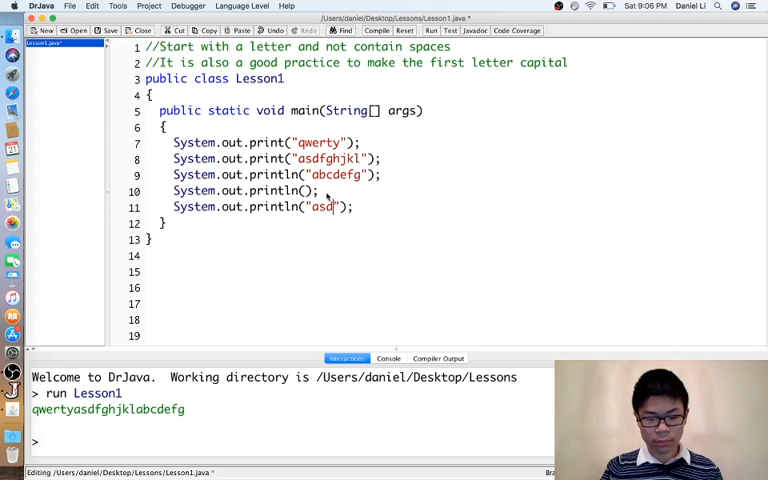 DrJava File Edit Tools Project Debugger Language Level Help Sat 9:06 PM Daniel Li
/Users/daniel/Desktop/Lessons/Lesson1.java *
New Open Save Close Cut Copy Paste Undo Redo Find Compile Reset Run Test Javadoc Code Coverage
Lesson1.java*
1 //Start with a letter and not contain spaces
2 //It is also a good practice to make the first letter capital
3 public class Lesson1
4 {
5 public static void main(String[] args)
6 {
7 System.out.print("qwerty");
8 System.out.print("asdfghjkl");
9 System.out.println("abcdefg");
10 System.out.println();
11 System.out.println("asd");
12 }
13 }
14
15
16
17
18
19
Interactions Console Compiler Output
Welcome to DrJava. Working directory is /Users/daniel/Desktop/Lessons
> run Lesson1
qwertyasdfghjklabcdefg
>
Editing /Users/daniel/Desktop/Lessons/Lesson1.java *